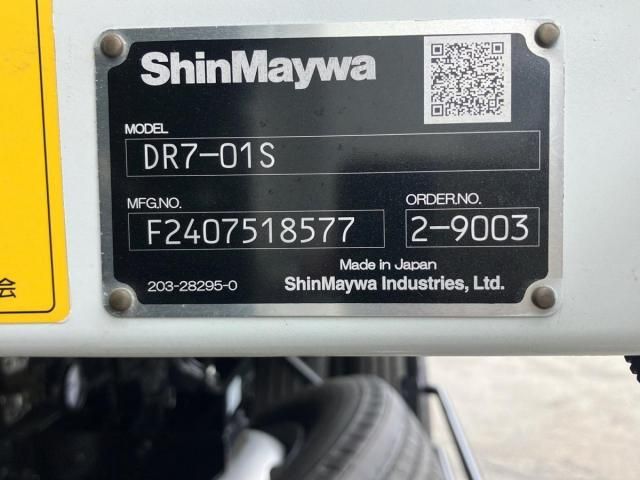 ShinMaywa
MODEL
DR7-01S
MFG.NO.
ORDER.NO.
F2407518577
2-9003
Made in Japan
203-28295-0
ShinMaywa Industries, Ltd.
会